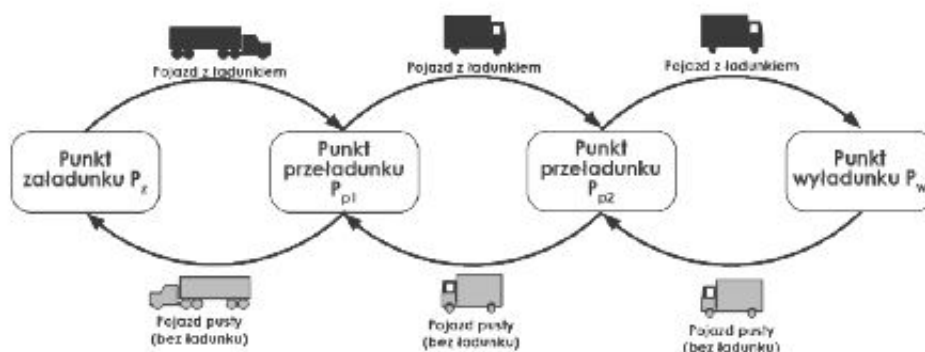 Pojazd z ładunkiem
Pojazd z ładunkiem
Pojazd z ładunkiem
Punkt
załadunku Pz
Punkt
przeładunku
Pp1
Punkt
przeładunku
Pp2
Punkt
wyładunku Pw
Pojazd pusty
(bez ładunku)
Pojazd pusty
(bez ładunku)
Pojazd pusty
(bez ładunku)